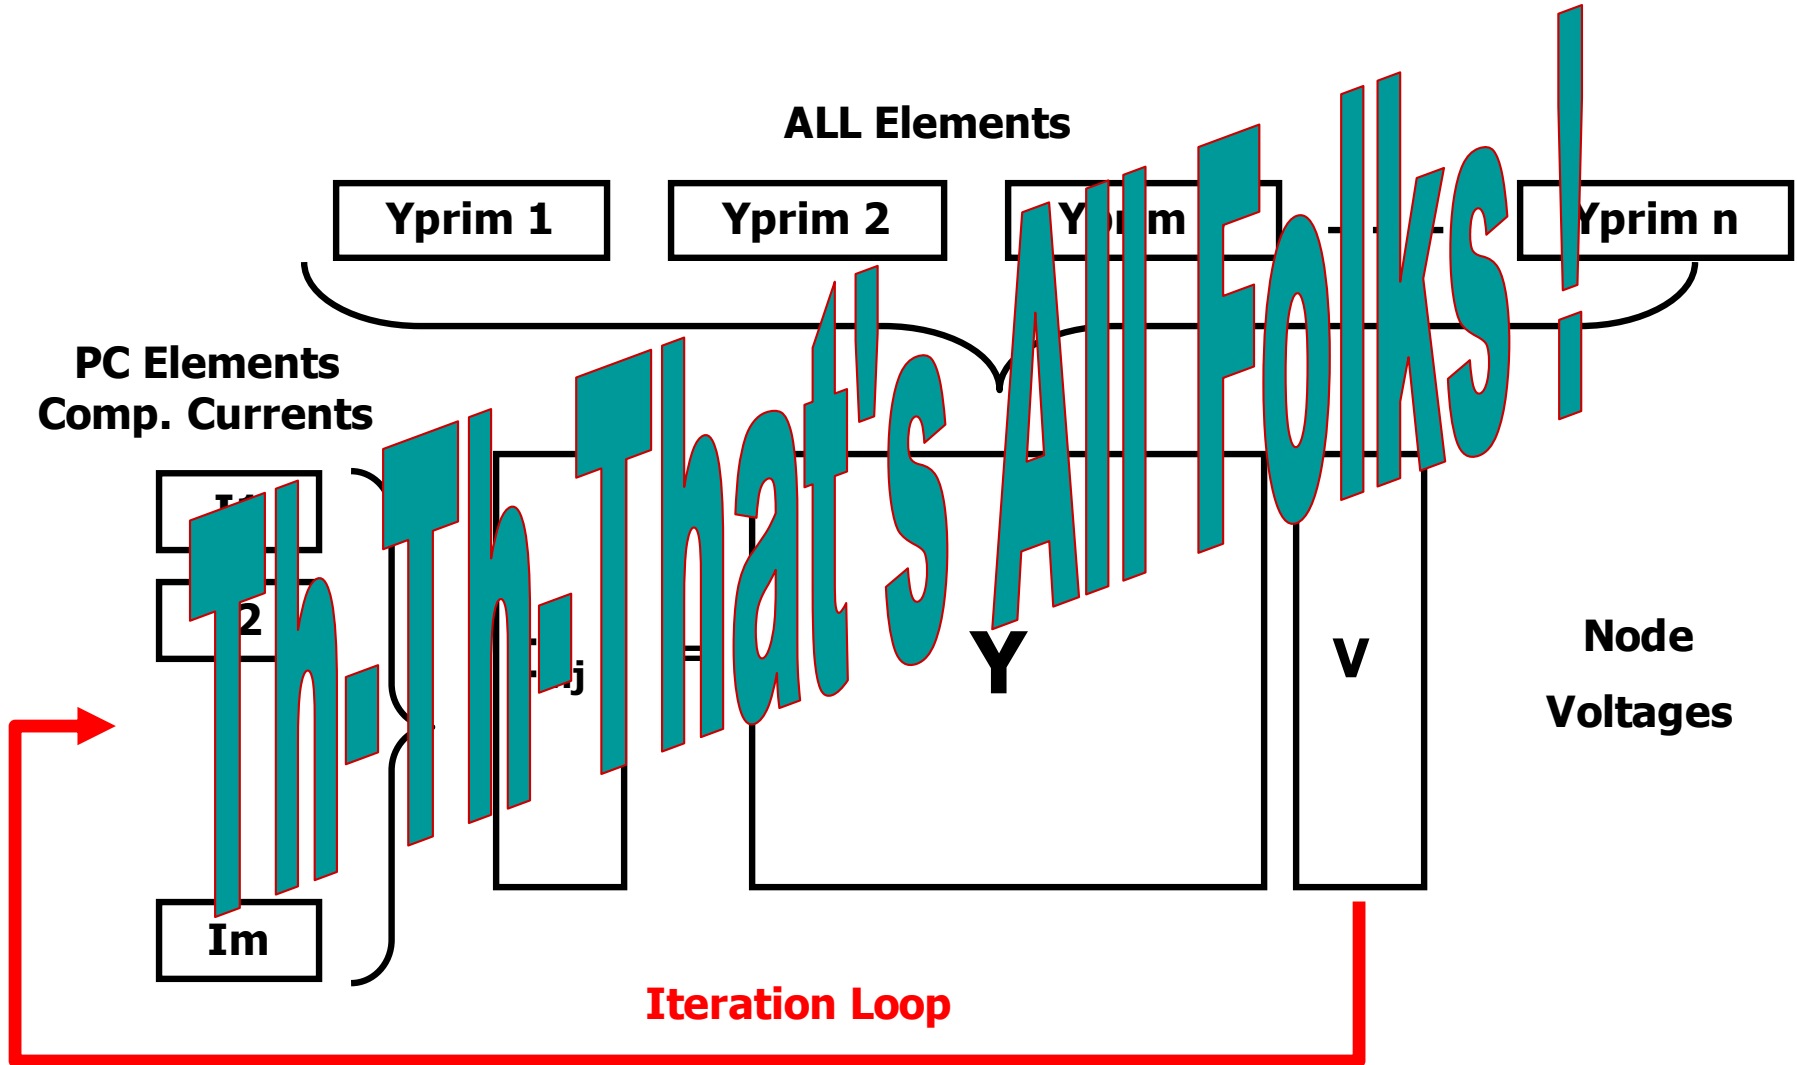 ALL Elements
Yprim 1
Yprim 2
Yprim n
PC Elements
Comp. Currents
Th-Th-That's All Folks!
=
Y
V
Node
Voltages
Im
Iteration Loop